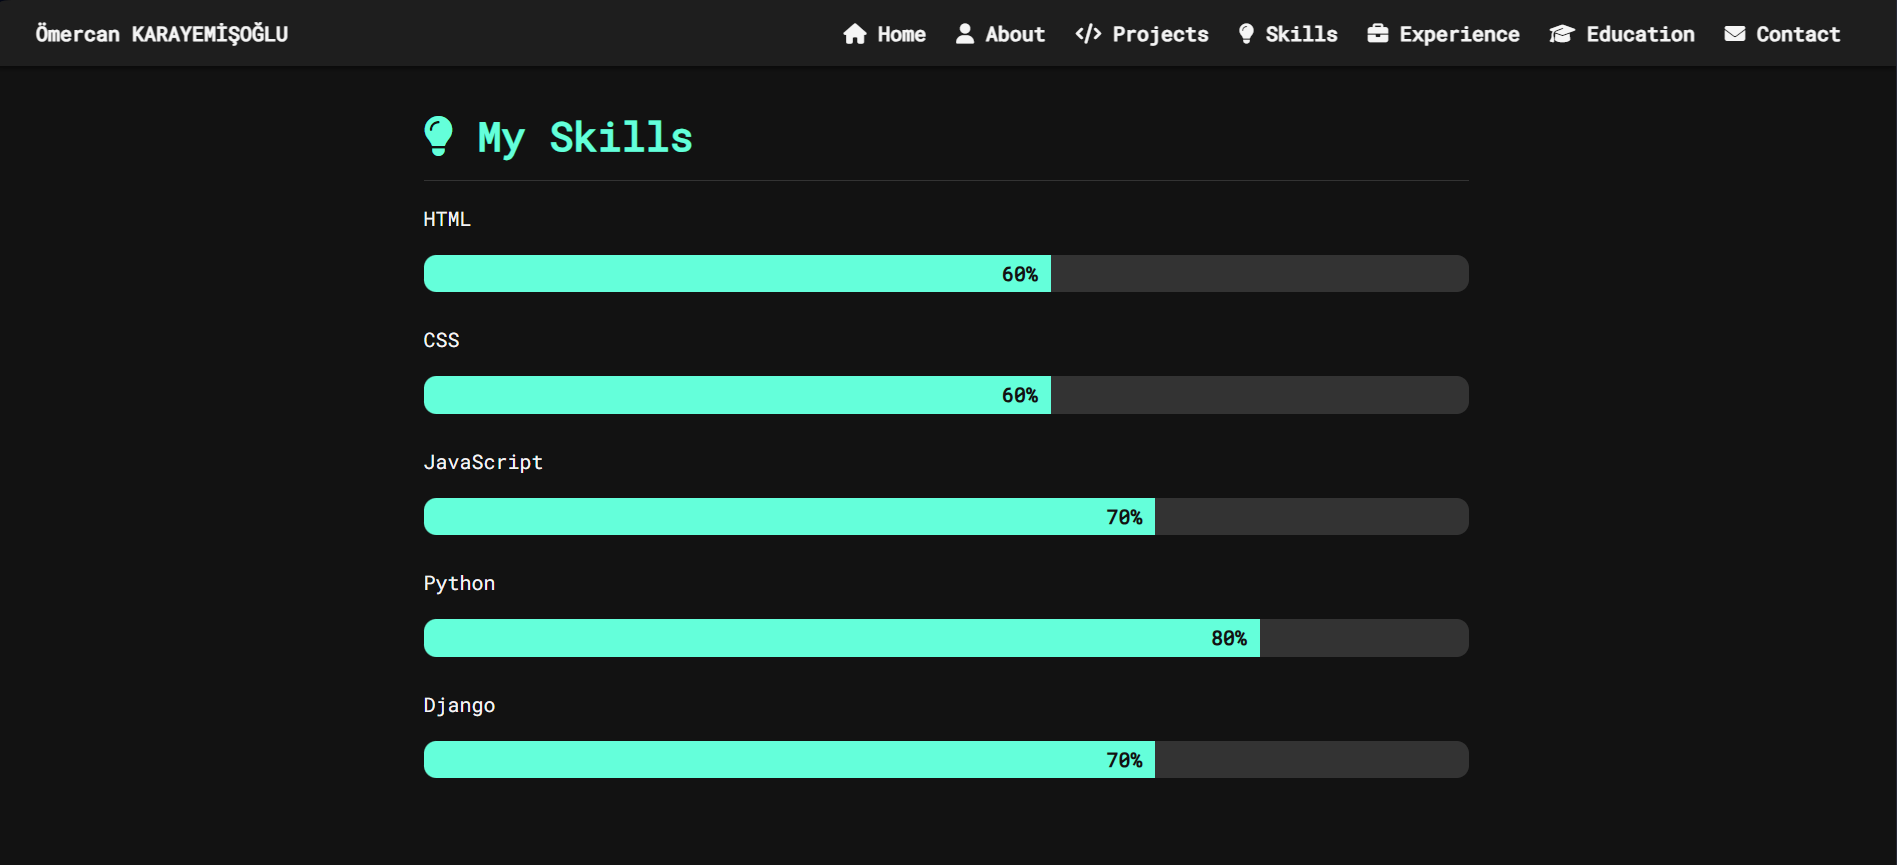 Ömercan KARAYEMİŞOĞLU
Home About Projects Skills Experience Education Contact
My Skills
HTML
60%
CSS
60%
JavaScript
70%
Python
80%
Django
70%